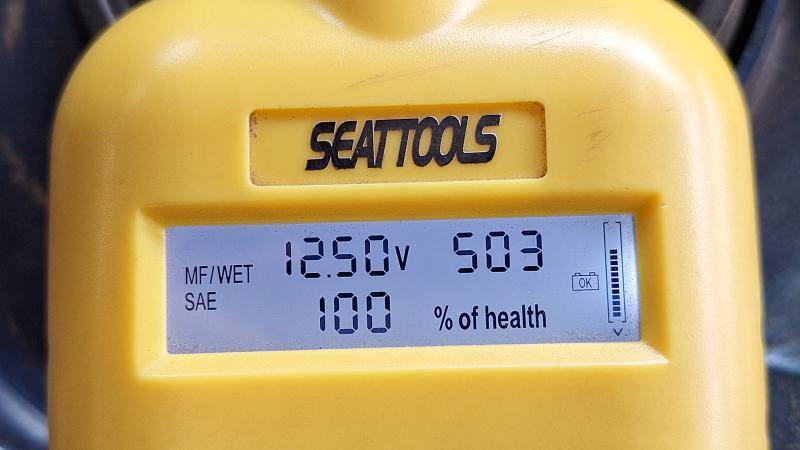 SEATTOOLS
MF/WET 12.50V 503
SAE 100 % of health
OK